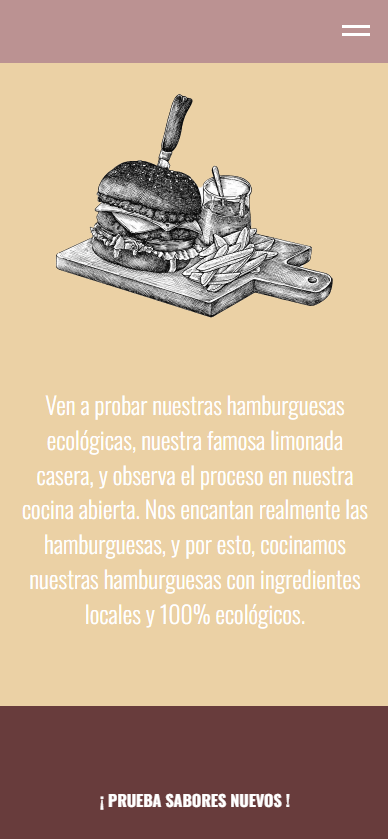 Ven a probar nuestras hamburguesas
ecológicas, nuestra famosa limonada
casera, y observa el proceso en nuestra
cocina abierta. Nos encantan realmente las
hamburguesas, y por esto, cocinamos
nuestras hamburguesas con ingredientes
locales y 100% ecológicos.
¡ PRUEBA SABORES NUEVOS !